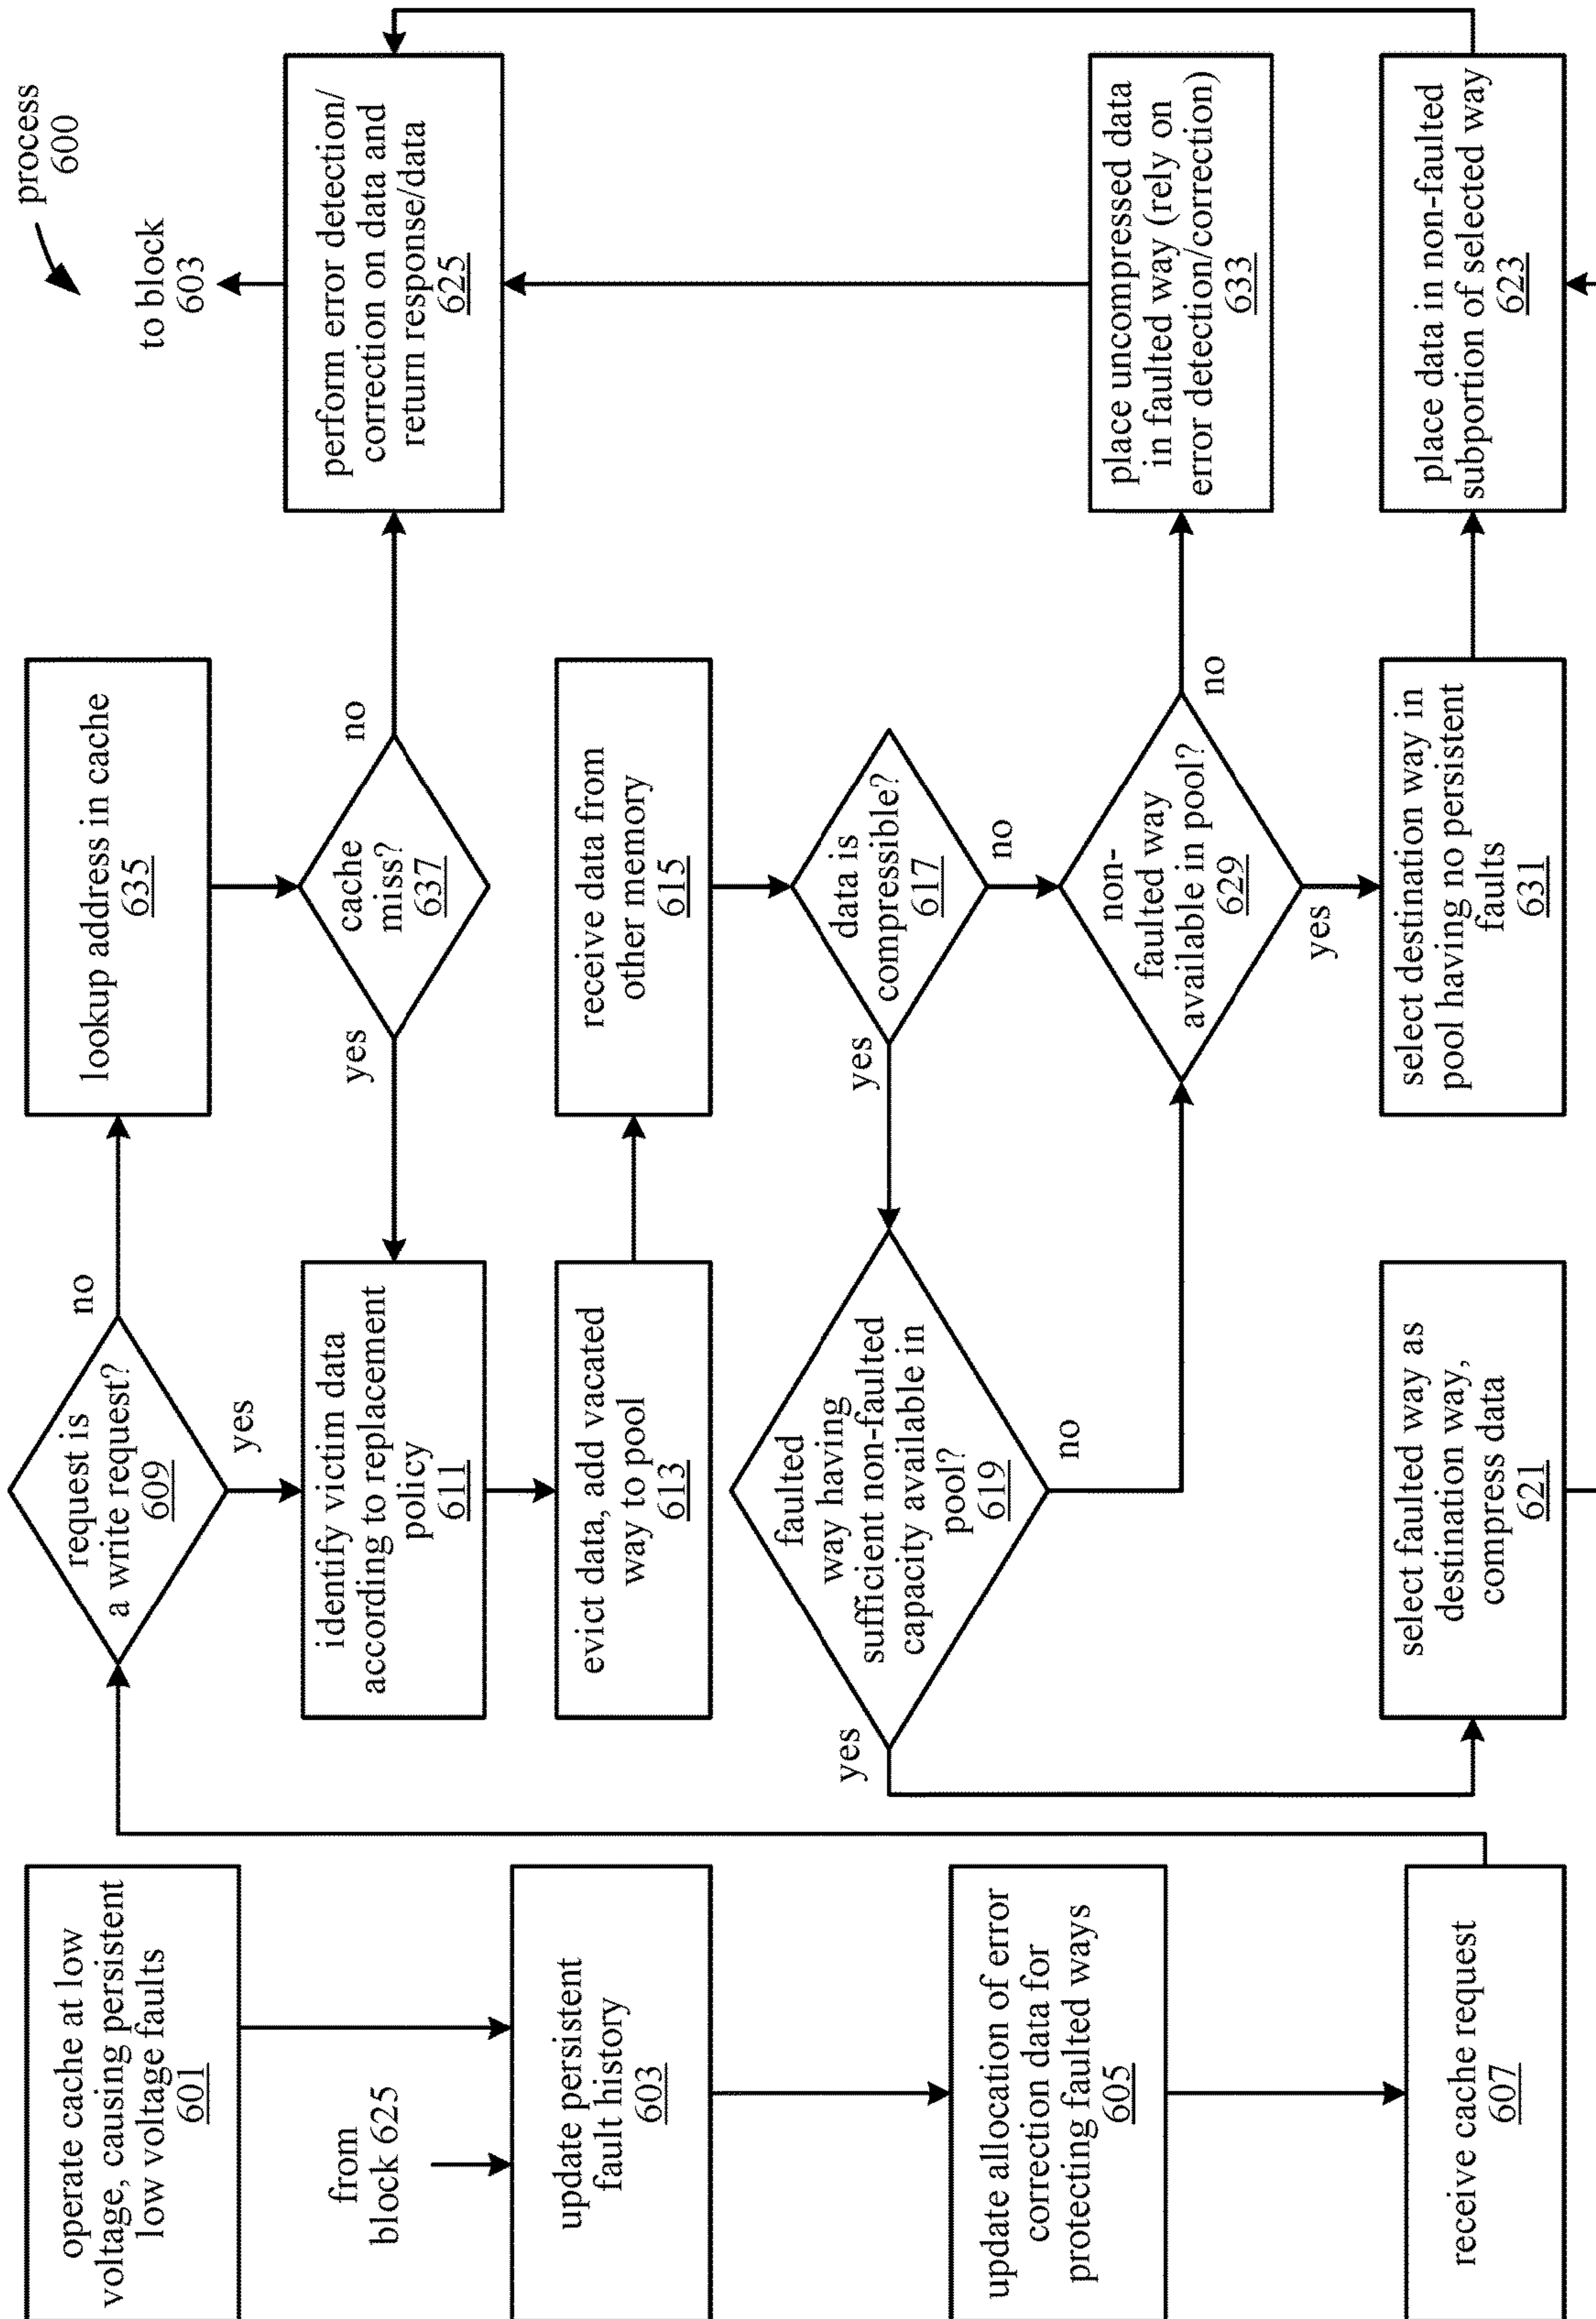 process
600
operate cache at low
voltage, causing persistent
low voltage faults
601
from
block 625
update persistent
fault history
603
update allocation of error
correction data for
protecting faulted ways
605
receive cache request
607
request is
a write request?
609
no
yes
identify victim data
according to replacement
policy
611
evict data, add vacated
way to pool
613
faulted
way having
sufficient non-faulted
capacity available in
pool?
619
yes
no
select faulted way as
destination way,
compress data
621
lookup address in cache
635
cache
miss?
637
yes
no
receive data from
other memory
615
data is
compressible?
617
yes
no
non-
faulted way
available in pool?
629
no
yes
select destination way in
pool having no persistent
faults
631
to block
603
perform error detection/
correction on data and
return response/data
625
place uncompressed data
in faulted way (rely on
error detection/correction)
633
place data in non-faulted
subportion of selected way
623